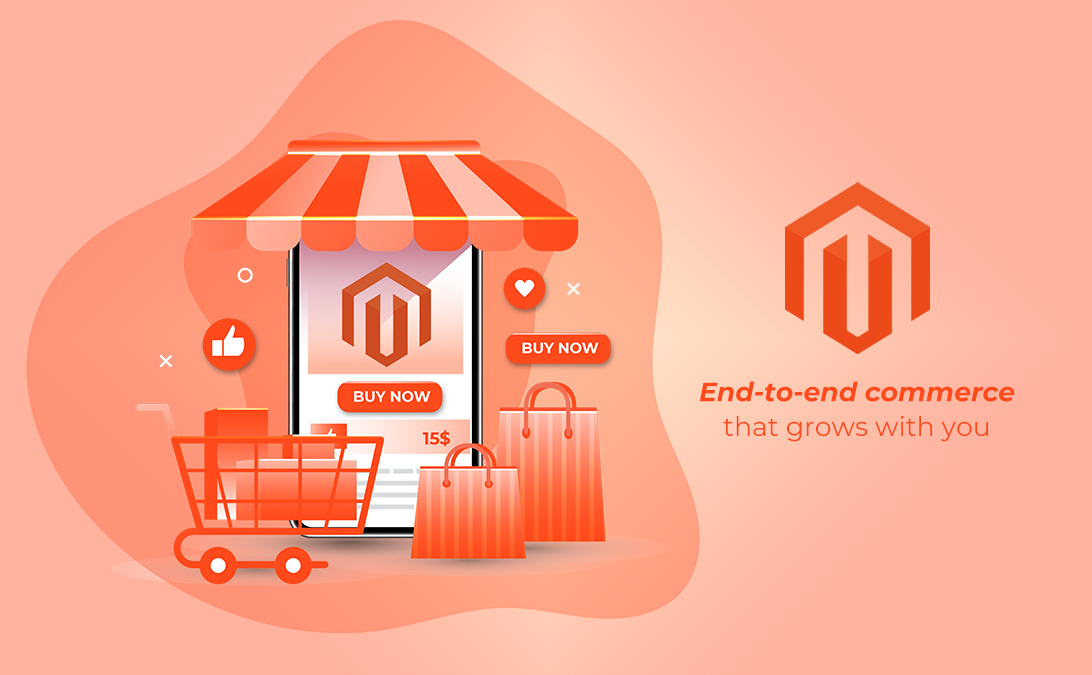 BUY NOW
BUY NOW
15$
End-to-end commerce
that grows with you